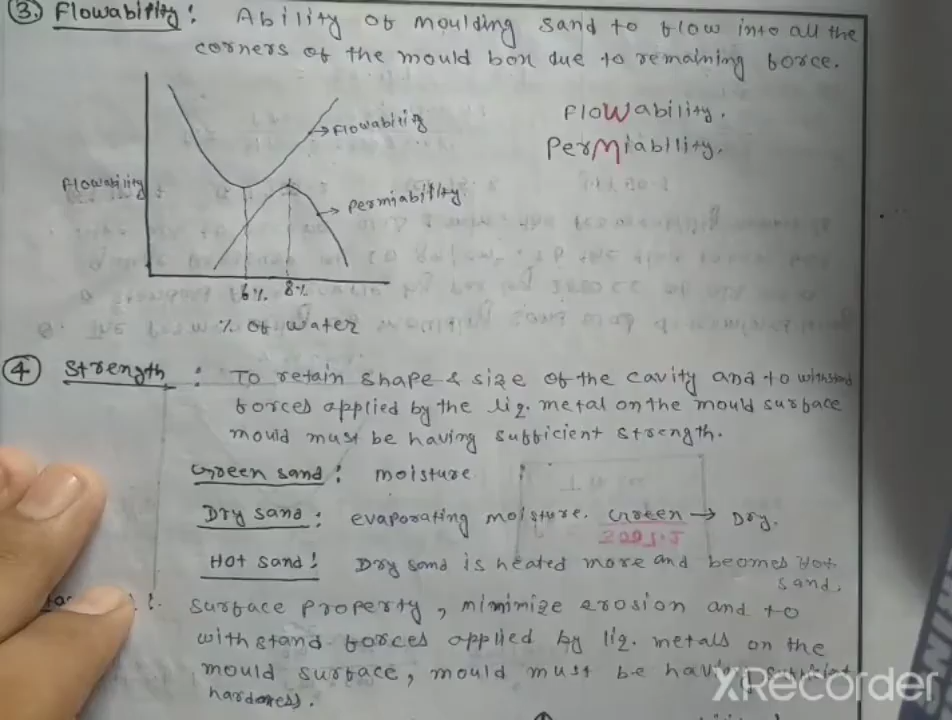 ③ Flowability : Ability of moulding sand to flow into all the
corners of the mould box due to remaining force.
Flowability.
Permiability.
→ Flowability
Flowability
→ Permiability.
6% 8%
% of water
④ Strength : To retain shape & size of the cavity and to withstand
forces applied by the liq. metal on the mould surface
mould must be having sufficient strength.
Green sand : moisture
Dry sand : evaporating moisture. Green → Dry.
Hot sand : Dry sand is heated more and becomes Hot
sand.
surface property, mimimize erosion and to
withstand forces applied by liq. metals on the
mould surface, mould must be having sufficient
hardness).
XRecorder